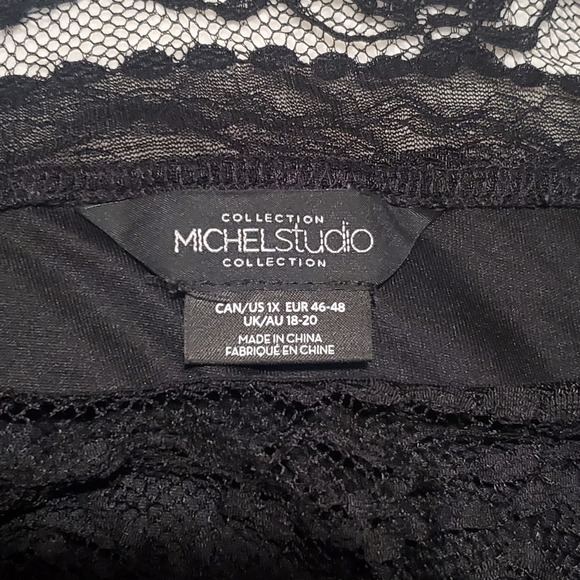 COLLECTION
MICHELstudio
COLLECTION
CAN/US 1X EUR 46-48
UK/AU 18-20
MADE IN CHINA
FABRIQUÉ EN CHINE